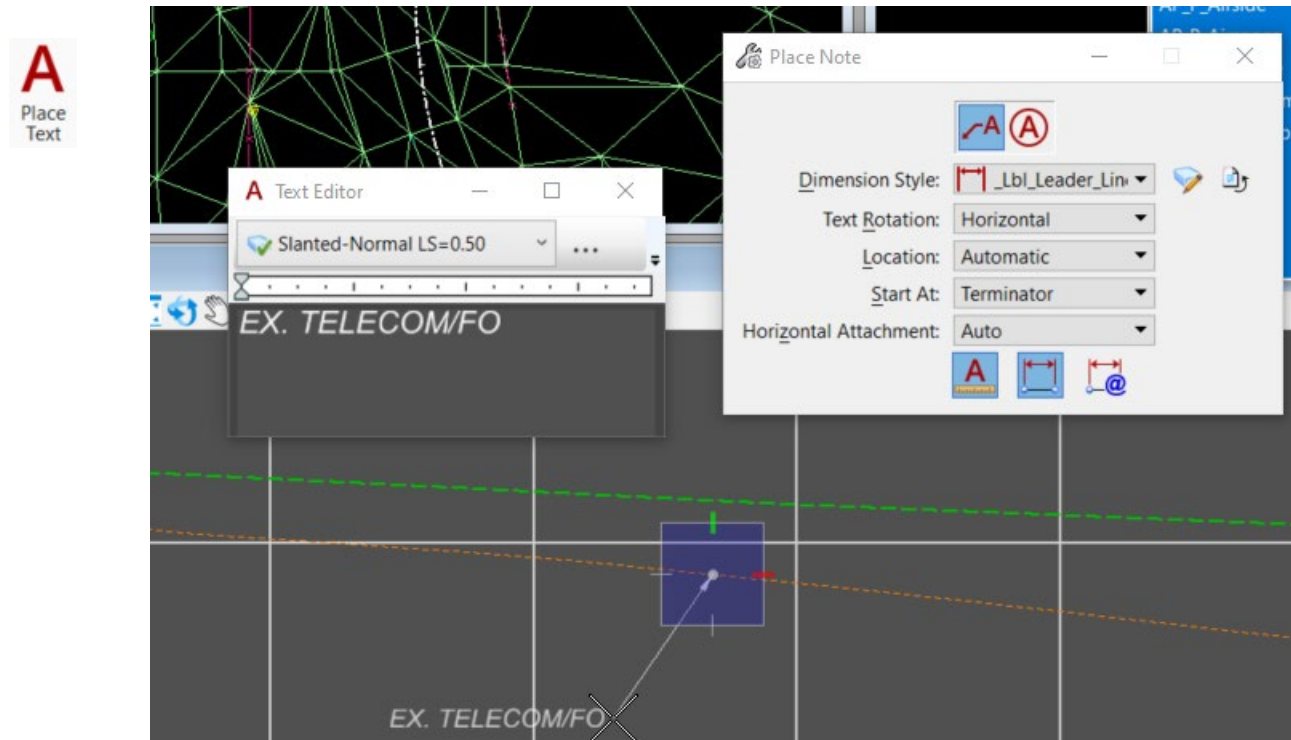 A
Place
Text
A Text Editor
Slanted-Normal LS=0.50
...
EX. TELECOM/FO
Place Note
A A
Dimension Style: _Lbl_Leader_Lin
Text Rotation: Horizontal
Location: Automatic
Start At: Terminator
Horizontal Attachment: Auto
A @
EX. TELECOM/FO